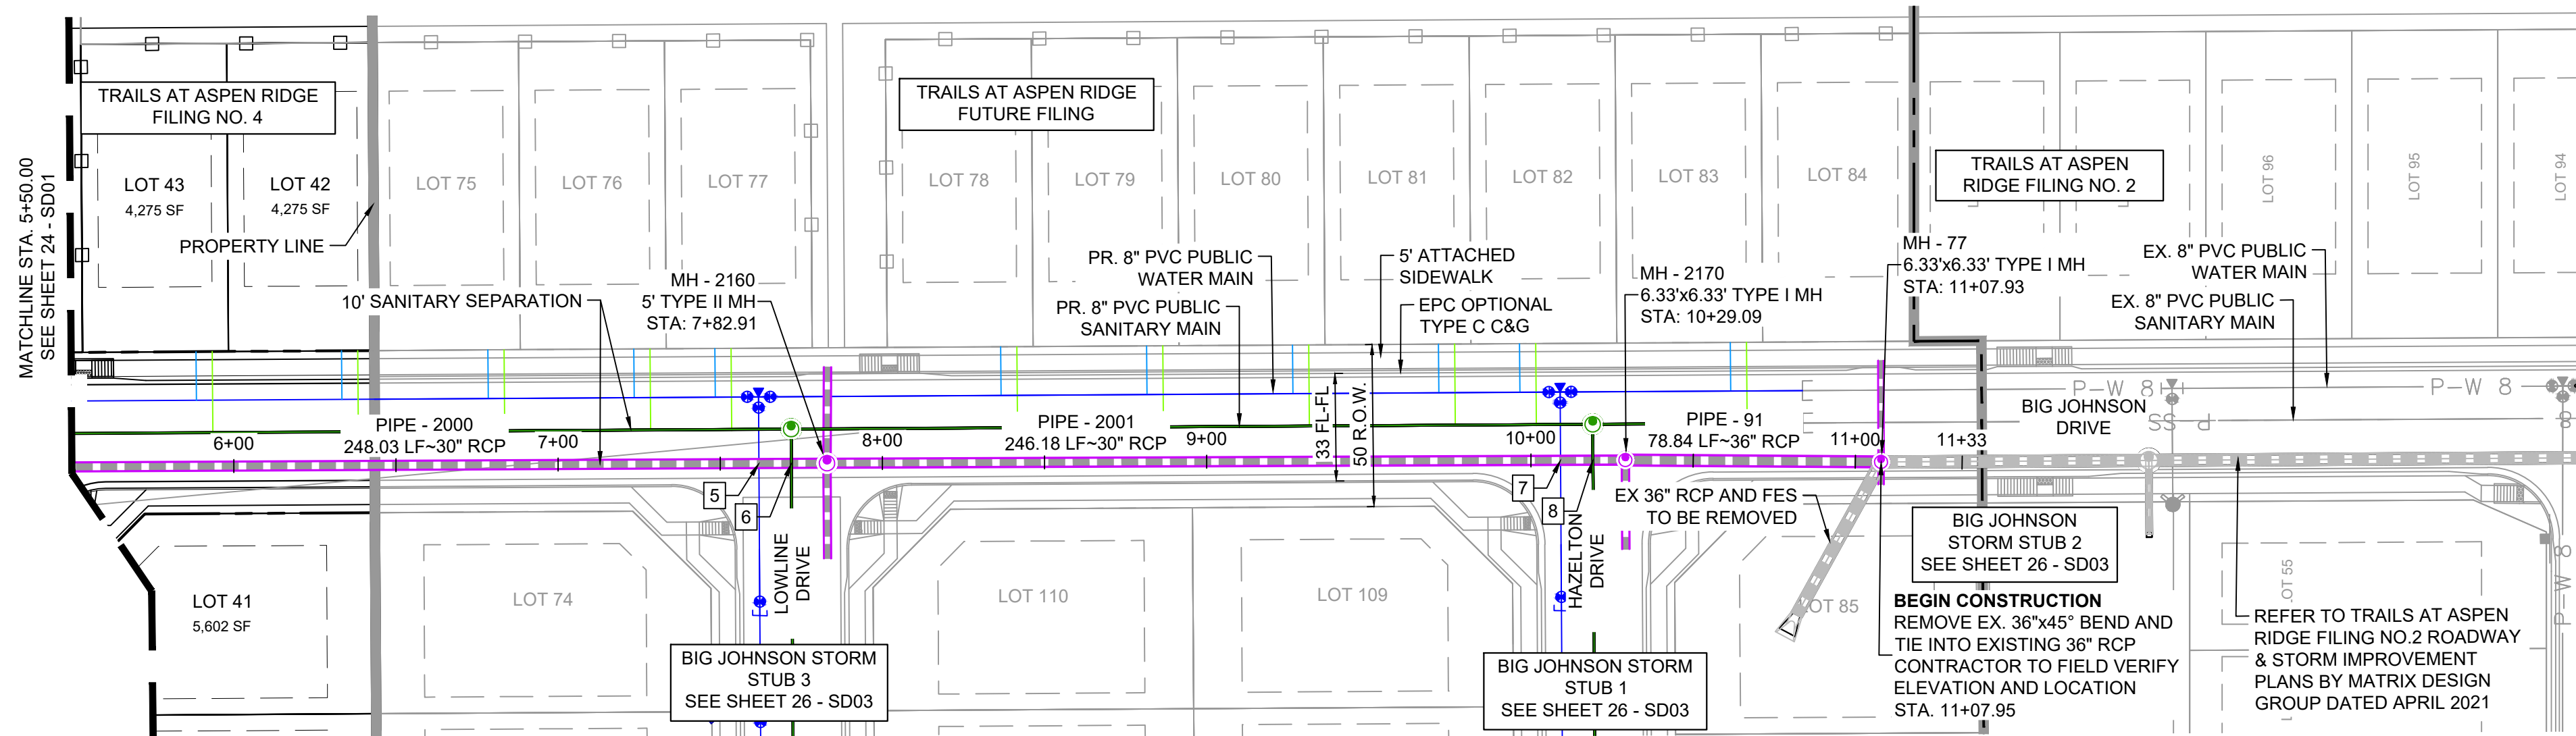 MATCHLINE STA. 5+50.00
SEE SHEET 24 - SD01
TRAILS AT ASPEN RIDGE
FILING NO. 4
LOT 43
4,275 SF
LOT 42
4,275 SF
PROPERTY LINE
LOT 75
LOT 76
LOT 77
TRAILS AT ASPEN RIDGE
FUTURE FILING
LOT 78
LOT 79
LOT 80
LOT 81
LOT 82
LOT 83
LOT 84
TRAILS AT ASPEN
RIDGE FILING NO. 2
LOT 96
LOT 95
LOT 94
10' SANITARY SEPARATION
MH - 2160
5' TYPE II MH
STA: 7+82.91
PR. 8" PVC PUBLIC
WATER MAIN
PR. 8" PVC PUBLIC
SANITARY MAIN
5' ATTACHED
SIDEWALK
EPC OPTIONAL
TYPE C C&G
MH - 2170
6.33'x6.33' TYPE I MH
STA: 10+29.09
MH - 77
6.33'x6.33' TYPE I MH
STA: 11+07.93
EX. 8" PVC PUBLIC
WATER MAIN
EX. 8" PVC PUBLIC
SANITARY MAIN
33 FL-FL
50 R.O.W.
P-W 8
P-W 8
BIG JOHNSON
DRIVE
P-SS
8
6+00
PIPE - 2000
248.03 LF~30" RCP
7+00
8+00
PIPE - 2001
246.18 LF~30" RCP
9+00
10+00
PIPE - 91
78.84 LF~36" RCP
11+00
11+33
5
6
7
8
EX 36" RCP AND FES
TO BE REMOVED
LOWLINE
DRIVE
HAZELTON
DRIVE
BIG JOHNSON
STORM STUB 2
SEE SHEET 26 - SD03
LOT 41
5,602 SF
LOT 74
LOT 110
LOT 109
LOT 85
LOT 55
P-W 8
BIG JOHNSON STORM
STUB 3
SEE SHEET 26 - SD03
BIG JOHNSON STORM
STUB 1
SEE SHEET 26 - SD03
BEGIN CONSTRUCTION
REMOVE EX. 36"x45° BEND AND
TIE INTO EXISTING 36" RCP
CONTRACTOR TO FIELD VERIFY
ELEVATION AND LOCATION
STA. 11+07.95
REFER TO TRAILS AT ASPEN
RIDGE FILING NO.2 ROADWAY
& STORM IMPROVEMENT
PLANS BY MATRIX DESIGN
GROUP DATED APRIL 2021